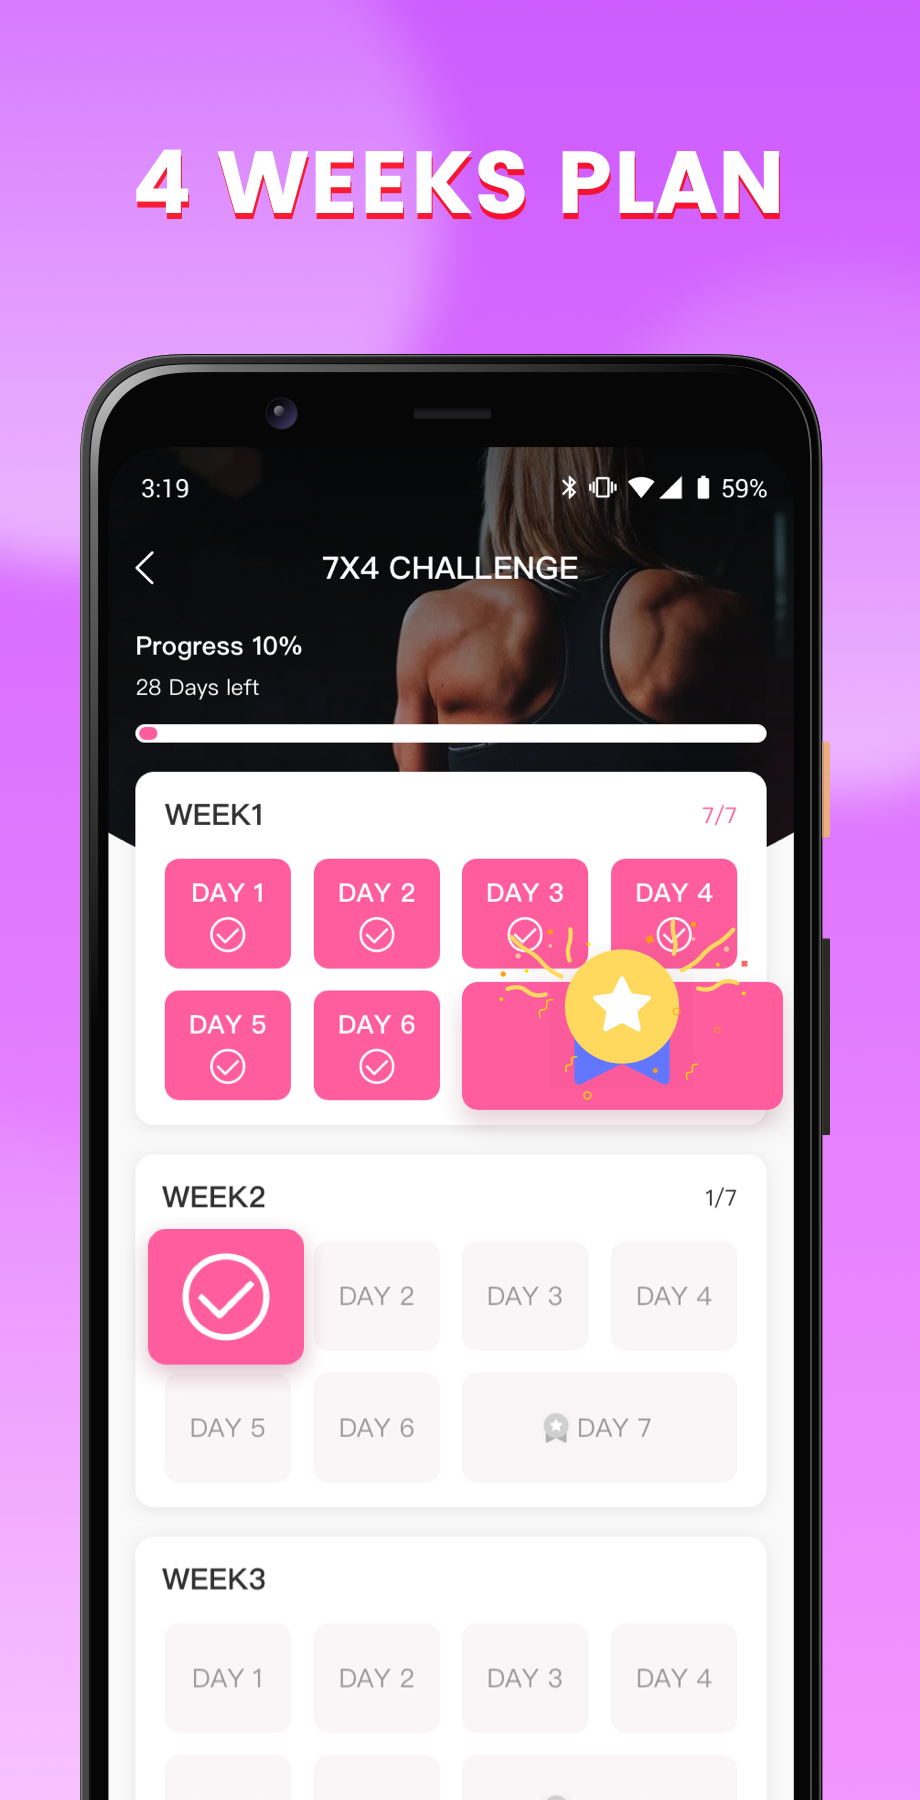 4 WEEKS PLAN
3:19 59%
7X4 CHALLENGE
Progress 10%
28 Days left
WEEK1 7/7
DAY 1 DAY 2 DAY 3 DAY 4
DAY 5 DAY 6
WEEK2 1/7
DAY 2 DAY 3 DAY 4
DAY 5 DAY 6 DAY 7
WEEK3
DAY 1 DAY 2 DAY 3 DAY 4